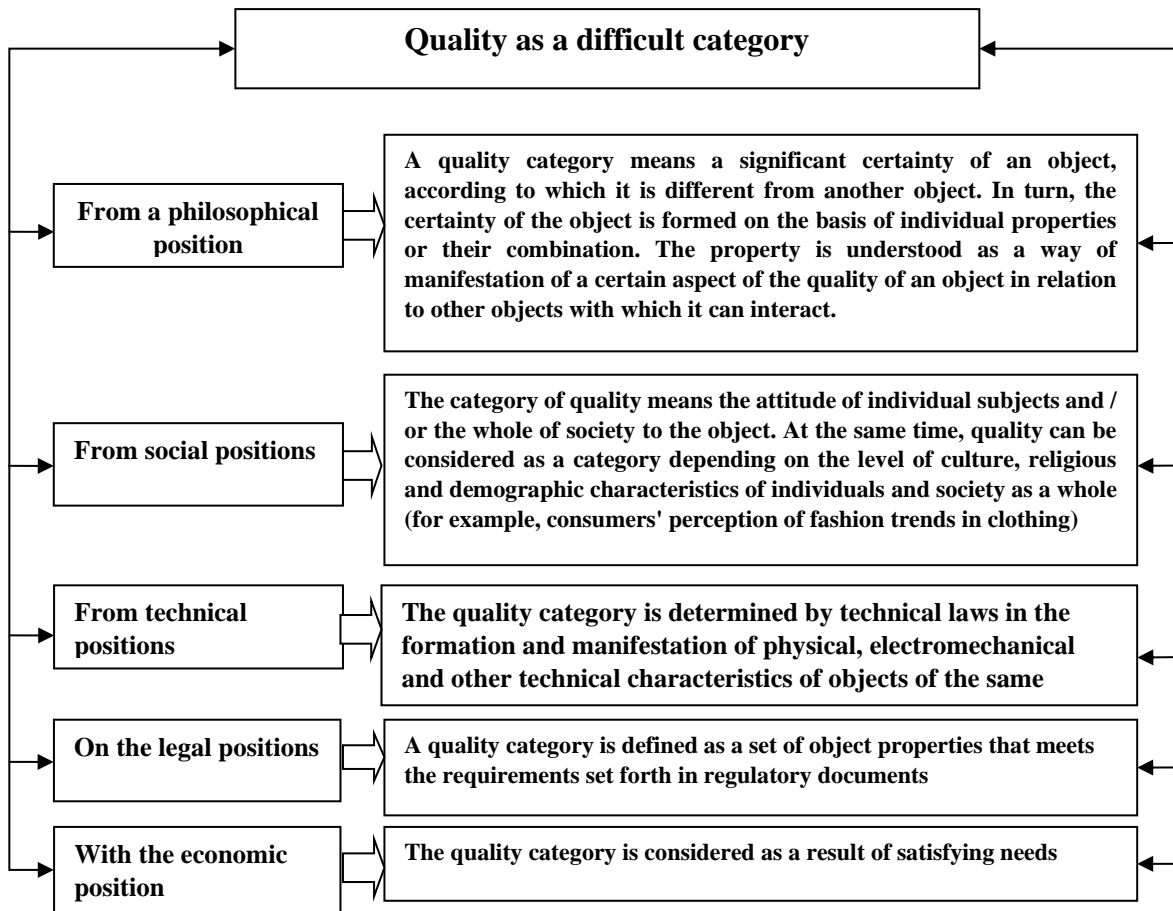 Quality as a difficult category
From a philosophical
position
A quality category means a significant certainty of an object,
according to which it is different from another object. In turn, the
certainty of the object is formed on the basis of individual properties
or their combination. The property is understood as a way of
manifestation of a certain aspect of the quality of an object in relation
to other objects with which it can interact.
From social positions
The category of quality means the attitude of individual subjects and /
or the whole of society to the object. At the same time, quality can be
considered as a category depending on the level of culture, religious
and demographic characteristics of individuals and society as a whole
(for example, consumers' perception of fashion trends in clothing)
From technical
positions
The quality category is determined by technical laws in the
formation and manifestation of physical, electromechanical
and other technical characteristics of objects of the same
On the legal positions
A quality category is defined as a set of object properties that meets
the requirements set forth in regulatory documents
With the economic
position
The quality category is considered as a result of satisfying needs